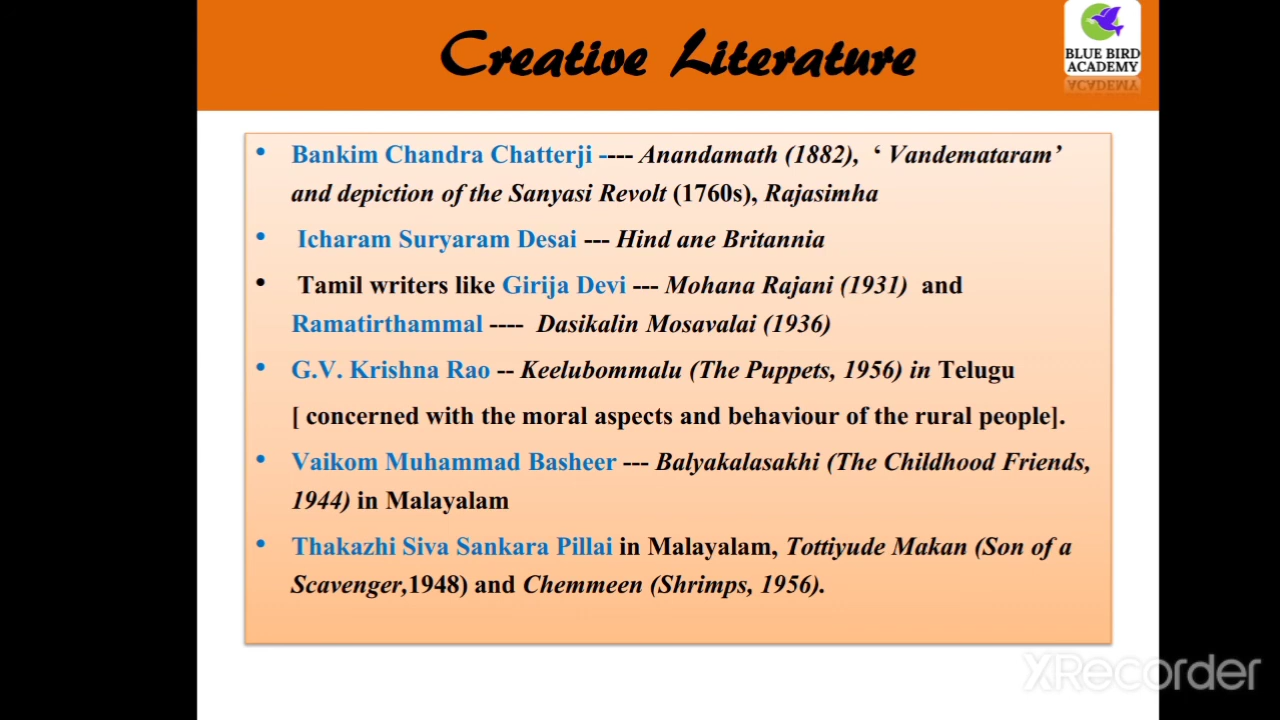 Creative Literature
BLUE BIRD
ACADEMY
• Bankim Chandra Chatterji ---- Anandamath (1882), ‘ Vandemataram’
and depiction of the Sanyasi Revolt (1760s), Rajasimha
• Icharam Suryaram Desai --- Hind ane Britannia
• Tamil writers like Girija Devi --- Mohana Rajani (1931) and
Ramatirthammal ---- Dasikalin Mosavalai (1936)
• G.V. Krishna Rao -- Keelubommalu (The Puppets, 1956) in Telugu
[ concerned with the moral aspects and behaviour of the rural people].
• Vaikom Muhammad Basheer --- Balyakalasakhi (The Childhood Friends,
1944) in Malayalam
• Thakazhi Siva Sankara Pillai in Malayalam, Tottiyude Makan (Son of a
Scavenger,1948) and Chemmeen (Shrimps, 1956).
XRecorder